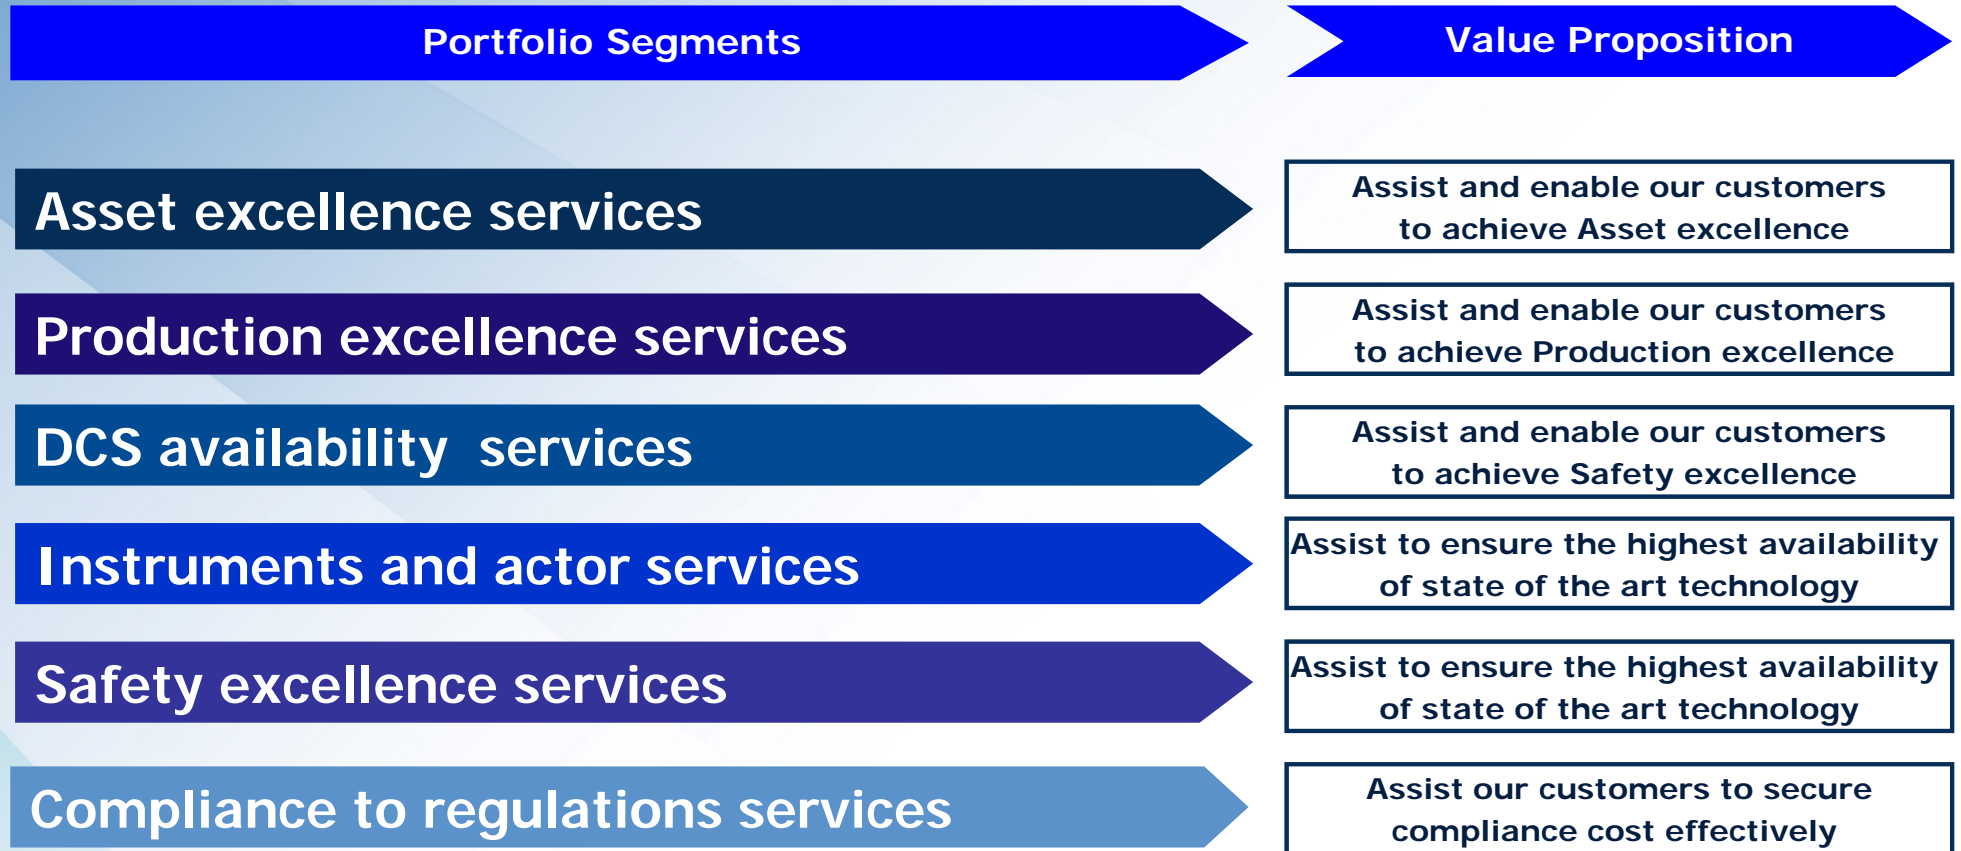 Portfolio Segments
Value Proposition
Asset excellence services
Assist and enable our customers
to achieve Asset excellence
Production excellence services
Assist and enable our customers
to achieve Production excellence
DCS availability  services
Assist and enable our customers
to achieve Safety excellence
Instruments and actor services
Assist to ensure the highest availability
of state of the art technology
Safety excellence services
Assist to ensure the highest availability
of state of the art technology
Compliance to regulations services
Assist our customers to secure
compliance cost effectively